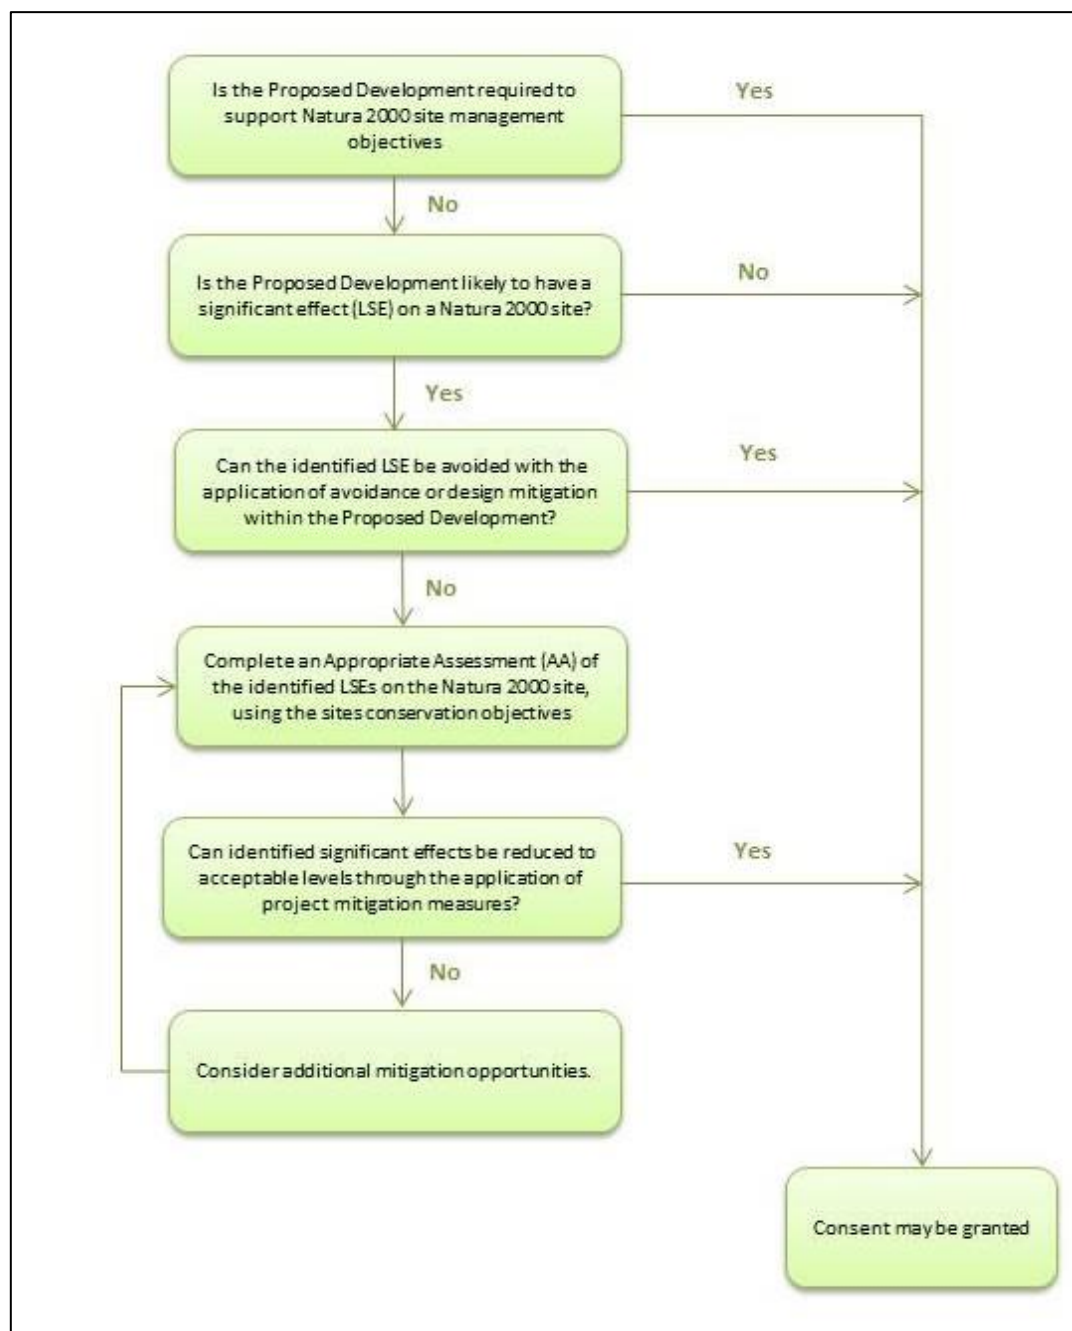 Is the Proposed Development required to
support Natura 2000 site management
objectives
Yes
No
Is the Proposed Development likely to have a
significant effect (LSE) on a Natura 2000 site?
No
Yes
Can the identified LSE be avoided with the
application of avoidance or design mitigation
within the Proposed Development?
Yes
No
Complete an Appropriate Assessment (AA) of
the identified LSEs on the Natura 2000 site,
using the sites conservation objectives
Can identified significant effects be reduced to
acceptable levels through the application of
project mitigation measures?
Yes
No
Consider additional mitigation opportunities.
Consent may be granted